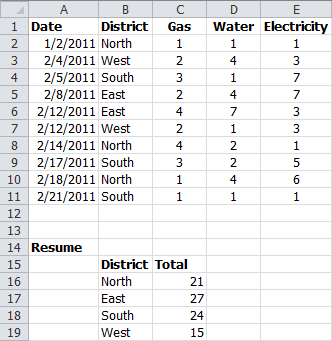 A B C D E
1 Date District Gas Water Electricity
2 1/2/2011 North 1 1 1
3 2/4/2011 West 2 4 3
4 2/5/2011 South 3 1 7
5 2/8/2011 East 2 4 7
6 2/12/2011 East 4 7 3
7 2/12/2011 West 2 1 3
8 2/14/2011 North 4 2 1
9 2/17/2011 South 3 2 5
10 2/18/2011 North 1 4 6
11 2/21/2011 South 1 1 1
12
13
14 Resume
15 District Total
16 North 21
17 East 27
18 South 24
19 West 15